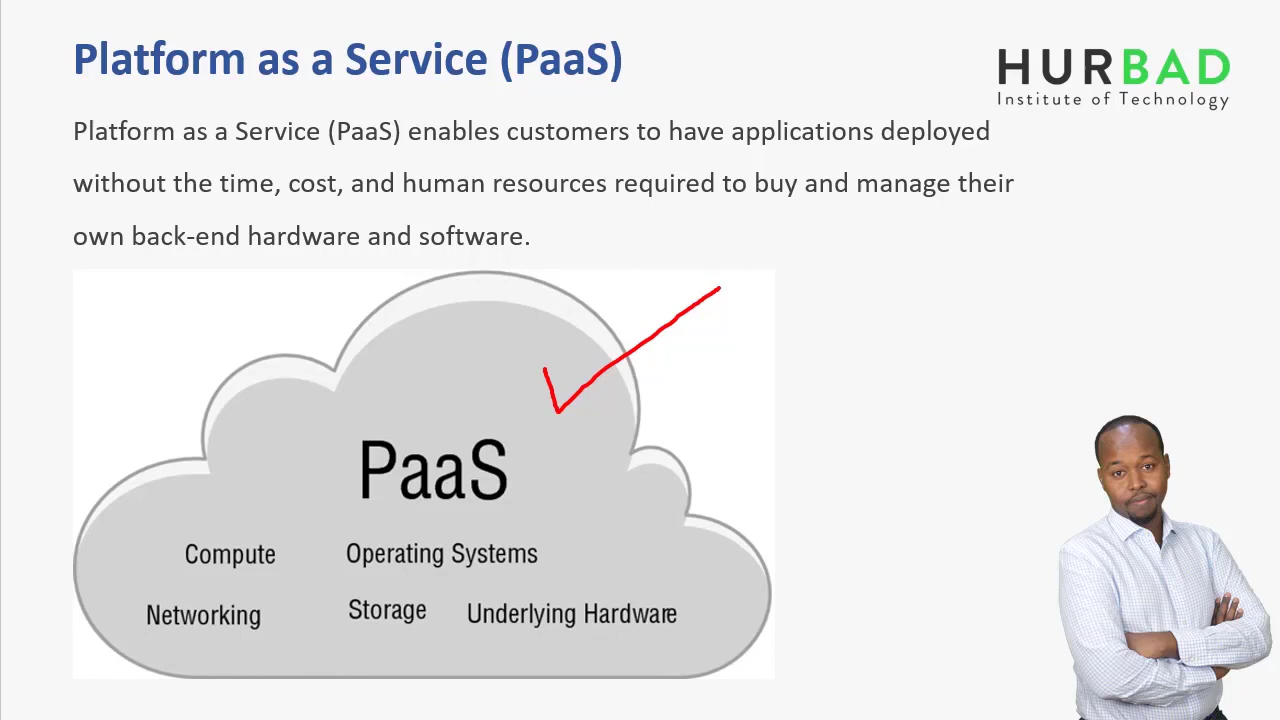 Platform as a Service (PaaS)
HURBAD
Institute of Technology
Platform as a Service (PaaS) enables customers to have applications deployed
without the time, cost, and human resources required to buy and manage their
own back-end hardware and software.
PaaS
Compute Operating Systems
Networking Storage Underlying Hardware